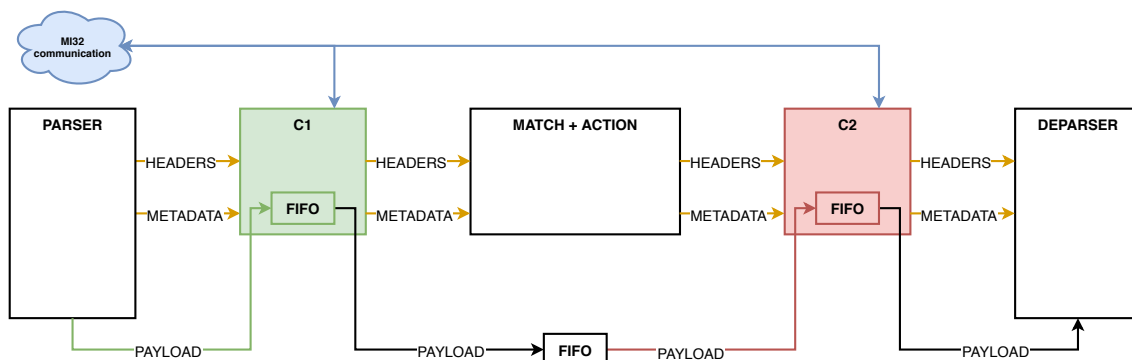 MI32
communication
PARSER
C1
MATCH + ACTION
C2
DEPARSER
HEADERS
HEADERS
HEADERS
HEADERS
METADATA
FIFO
METADATA
METADATA
FIFO
METADATA
PAYLOAD
PAYLOAD
FIFO
PAYLOAD
PAYLOAD